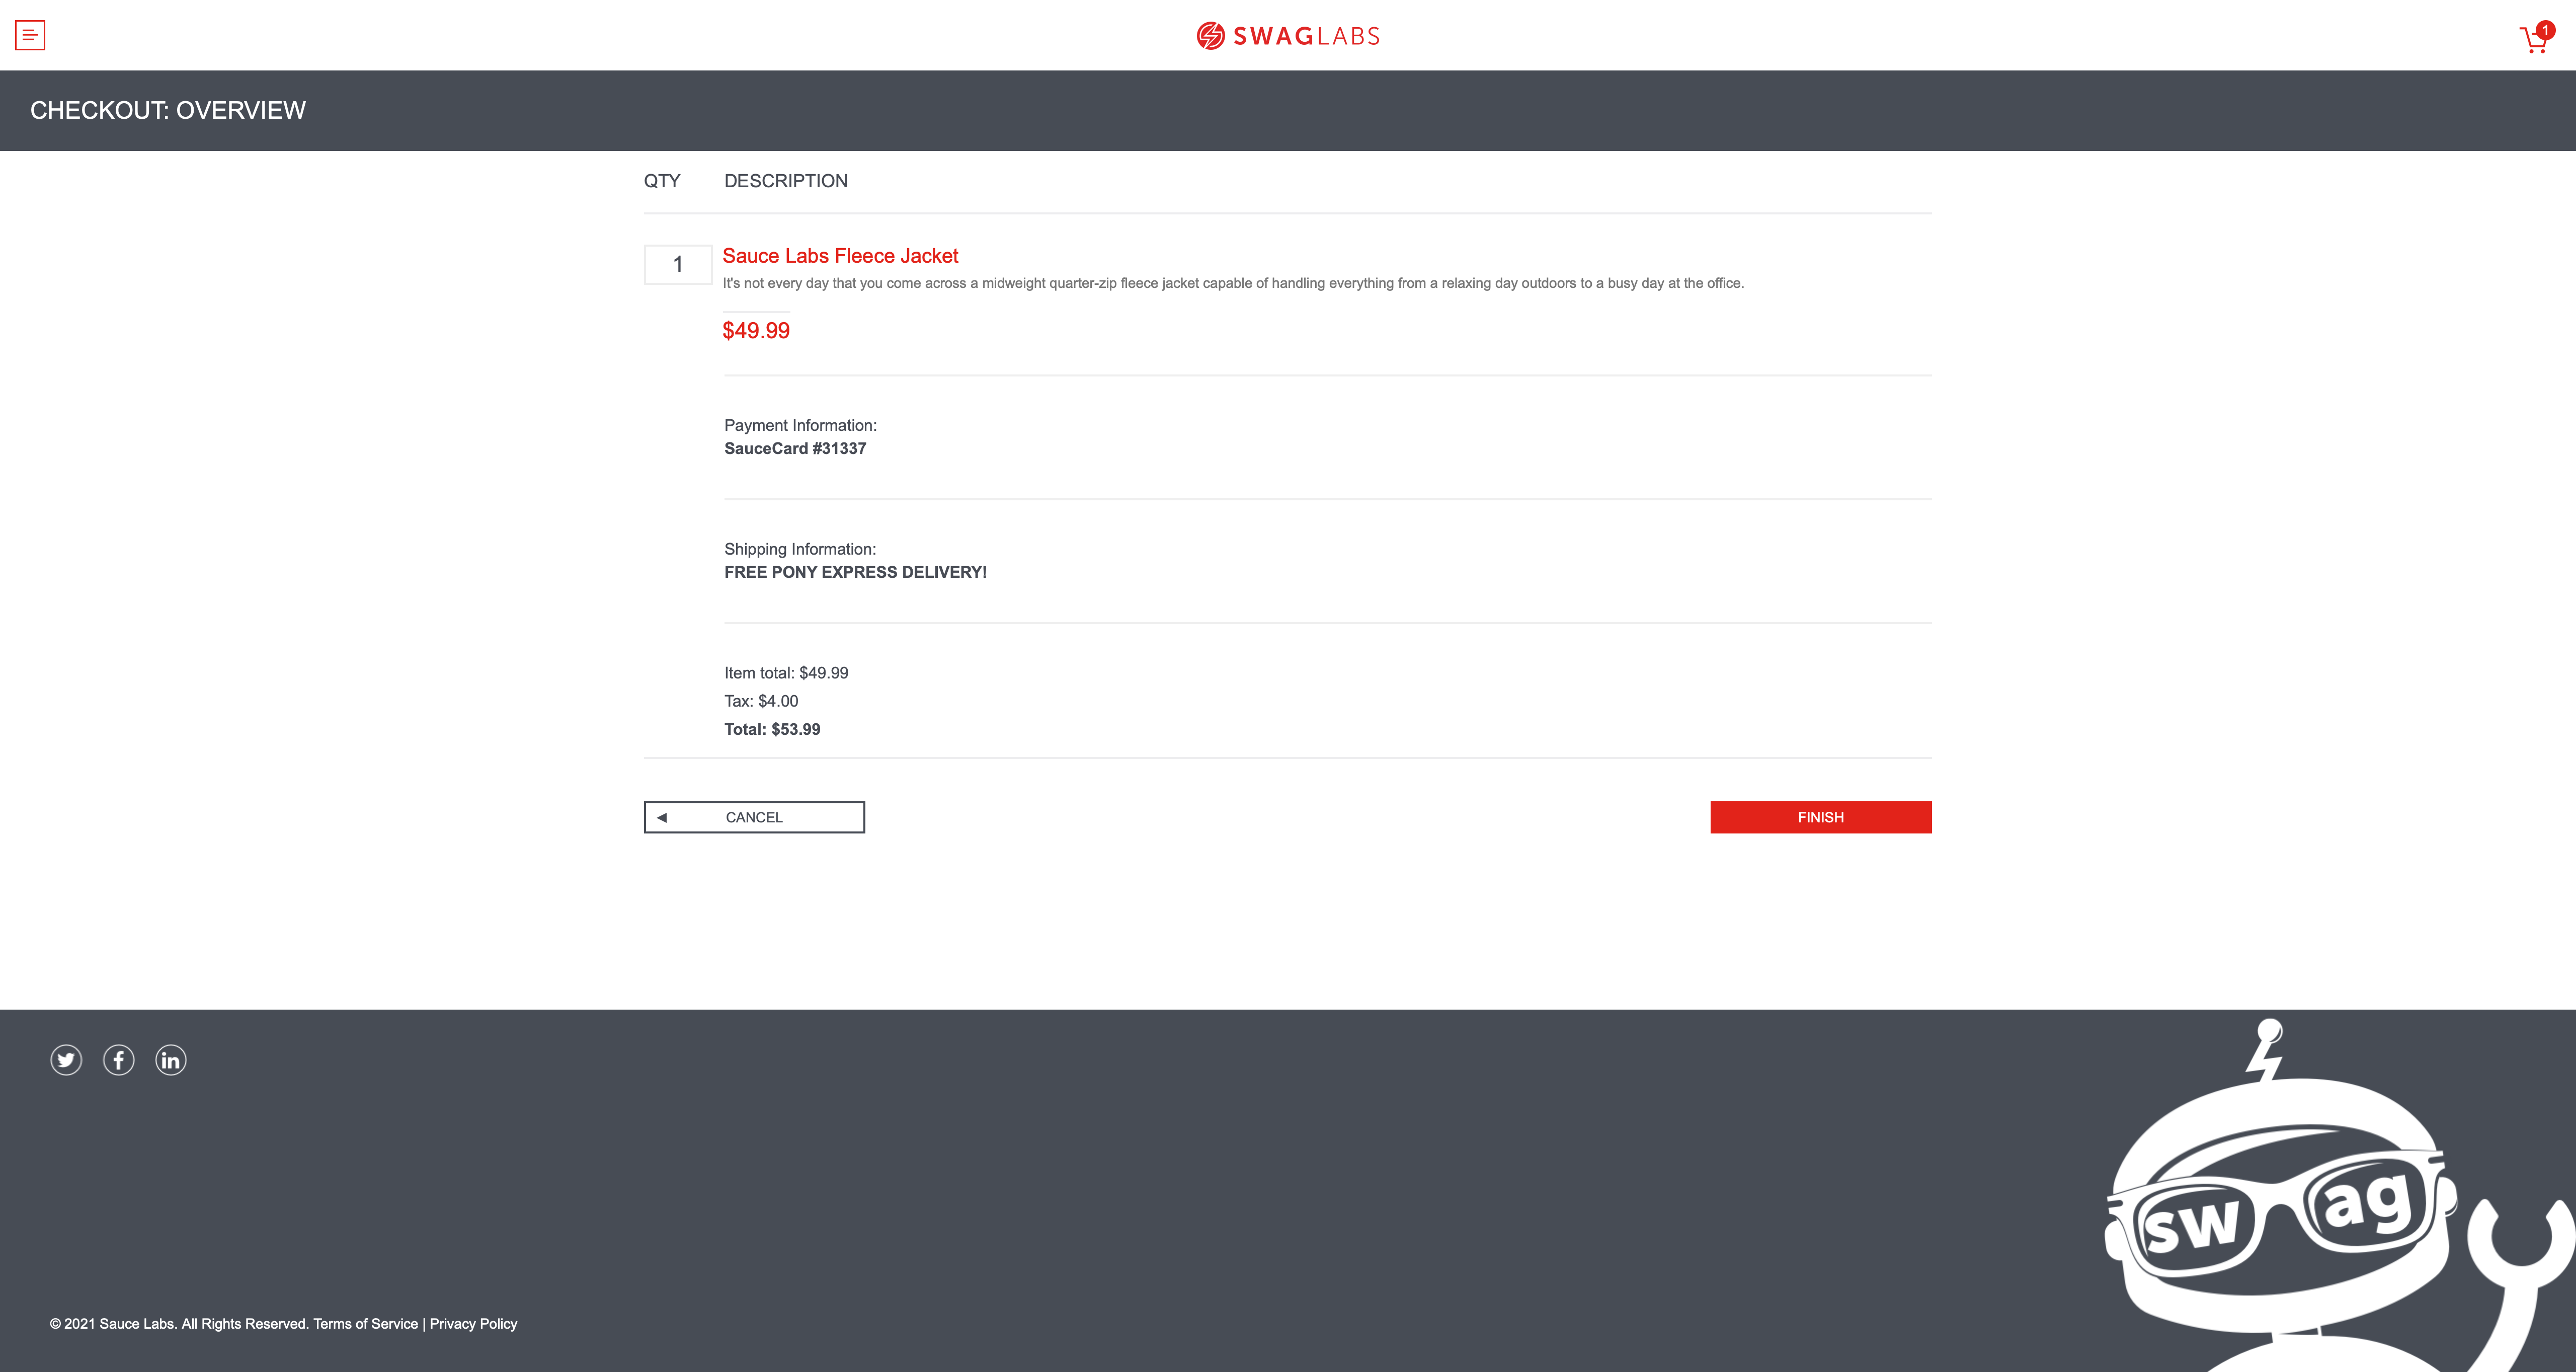 SWAGLABS
1
CHECKOUT: OVERVIEW
QTY DESCRIPTION
1
Sauce Labs Fleece Jacket
It's not every day that you come across a midweight quarter-zip fleece jacket capable of handling everything from a relaxing day outdoors to a busy day at the office.
$49.99
Payment Information:
SauceCard #31337
Shipping Information:
FREE PONY EXPRESS DELIVERY!
Item total: $49.99
Tax: $4.00
Total: $53.99
CANCEL
FINISH
sw ag
© 2021 Sauce Labs. All Rights Reserved. Terms of Service | Privacy Policy